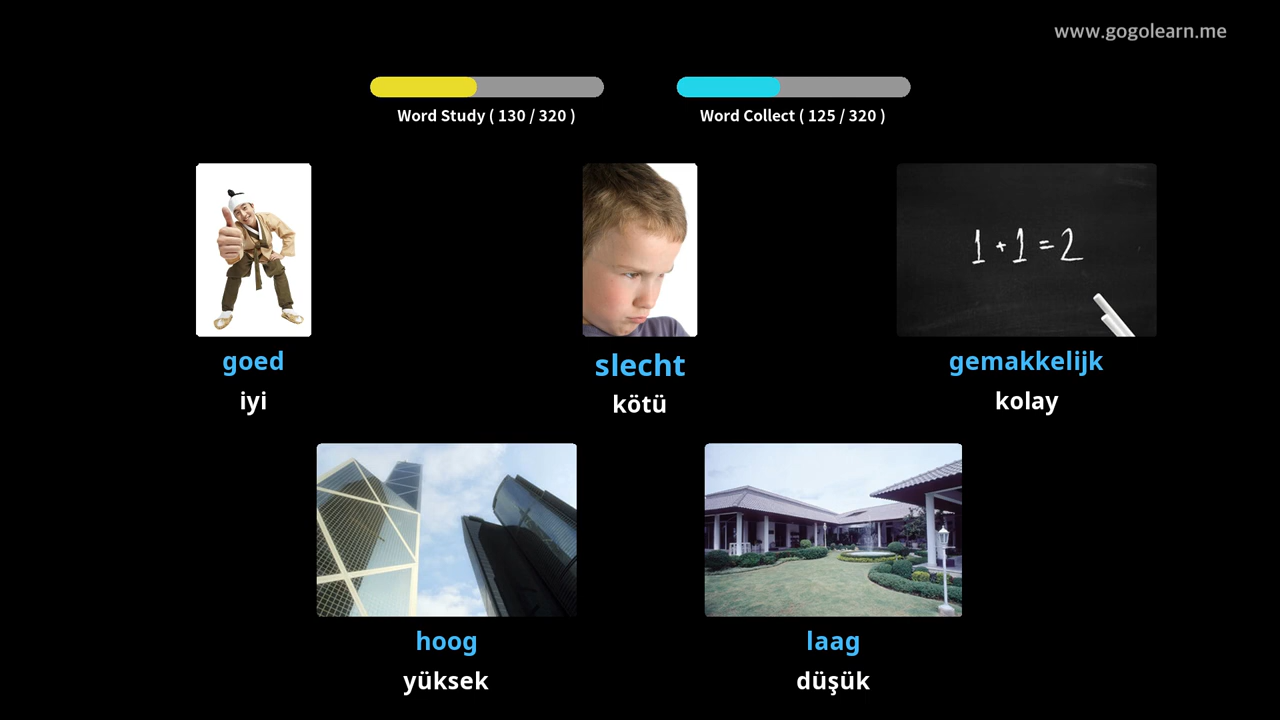 www.gogolearn.me
Word Study ( 130 / 320 )
Word Collect ( 125 / 320 )
1 + 1 = 2
goed
slecht
gemakkelijk
iyi
kötü
kolay
hoog
laag
yüksek
düşük